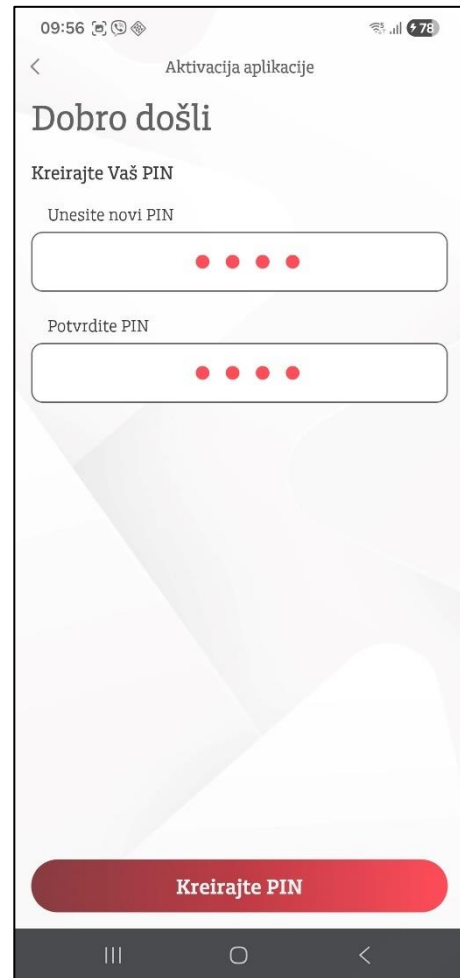 09:56
78
Aktivacija aplikacije
Dobro došli
Kreirajte Vaš PIN
Unesite novi PIN
Potvrdite PIN
Kreirajte PIN